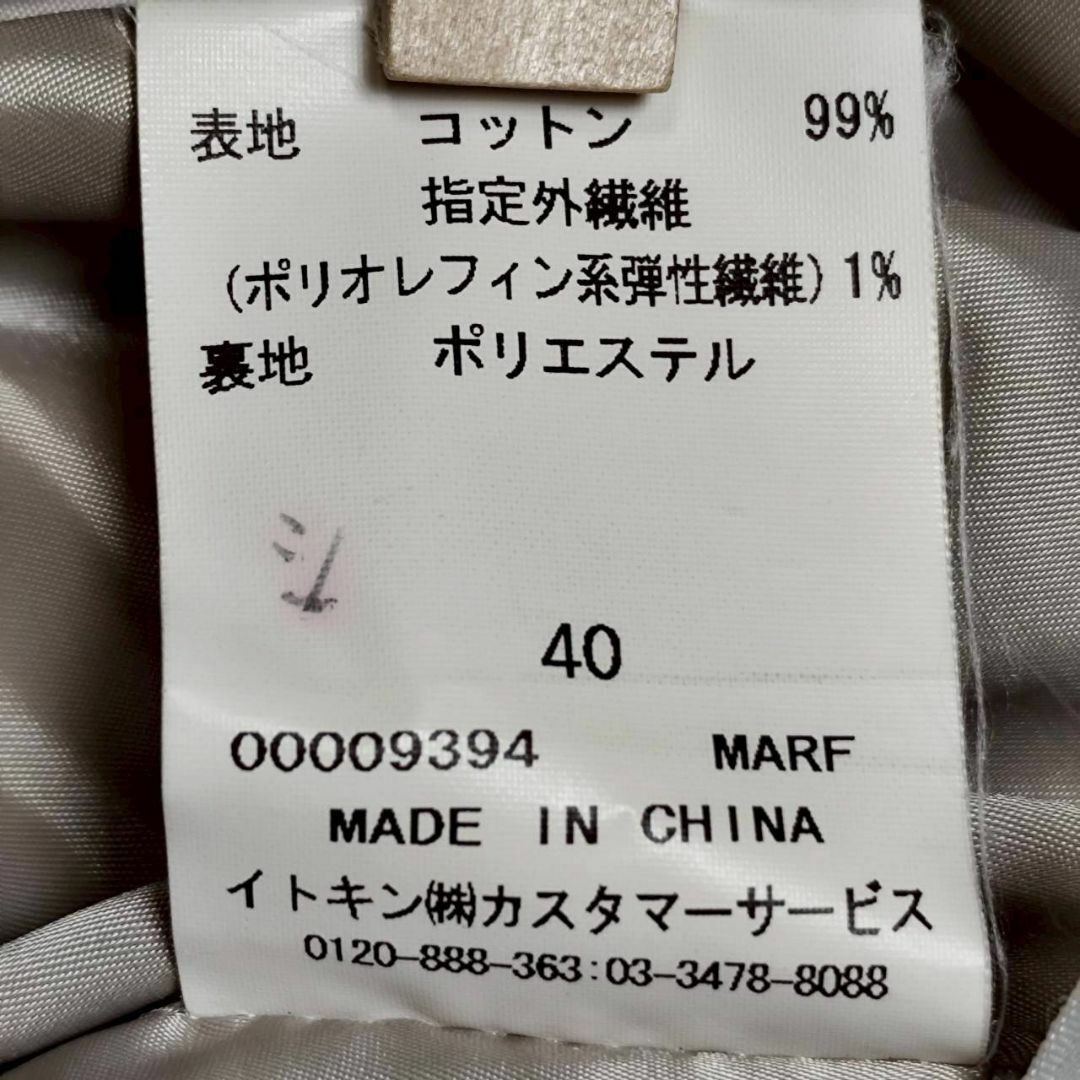 表地 コットン 99%
指定外繊維
(ポリオレフィン系弾性繊維) 1%
裏地 ポリエステル
た
40
00009394 MARF
MADE IN CHINA
イトキン㈱カスタマーサービス
0120-888-363:03-3478-8088